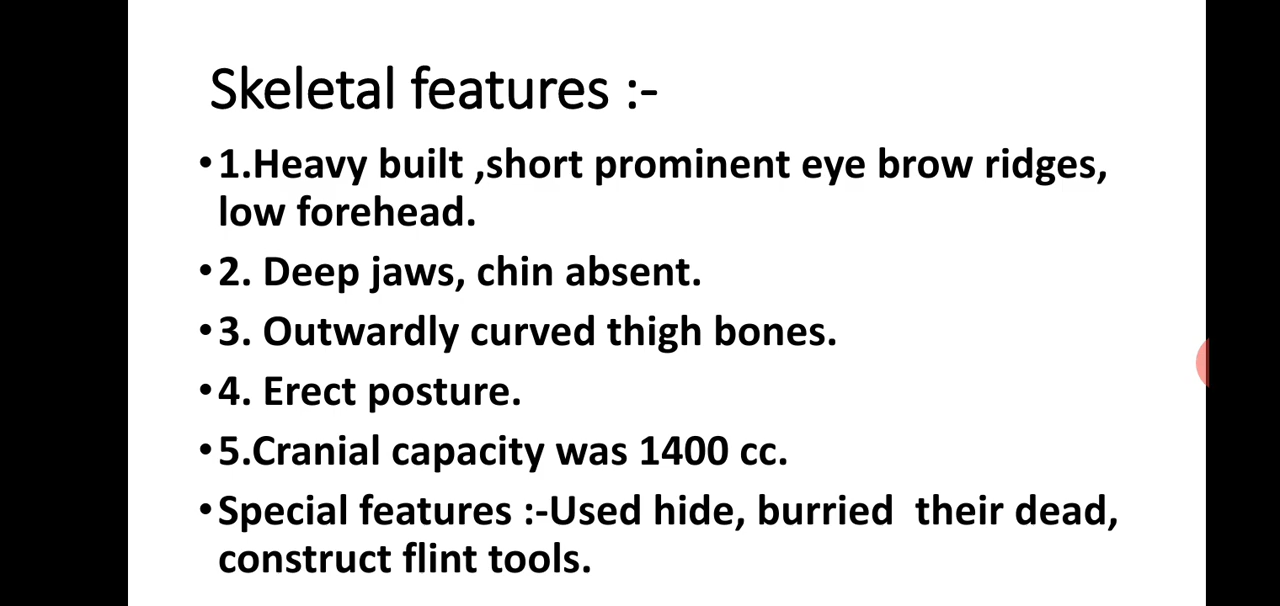 Skeletal features :-
•1.Heavy built ,short prominent eye brow ridges,
low forehead.
•2. Deep jaws, chin absent.
•3. Outwardly curved thigh bones.
•4. Erect posture.
•5.Cranial capacity was 1400 cc.
•Special features :-Used hide, burried  their dead,
construct flint tools.